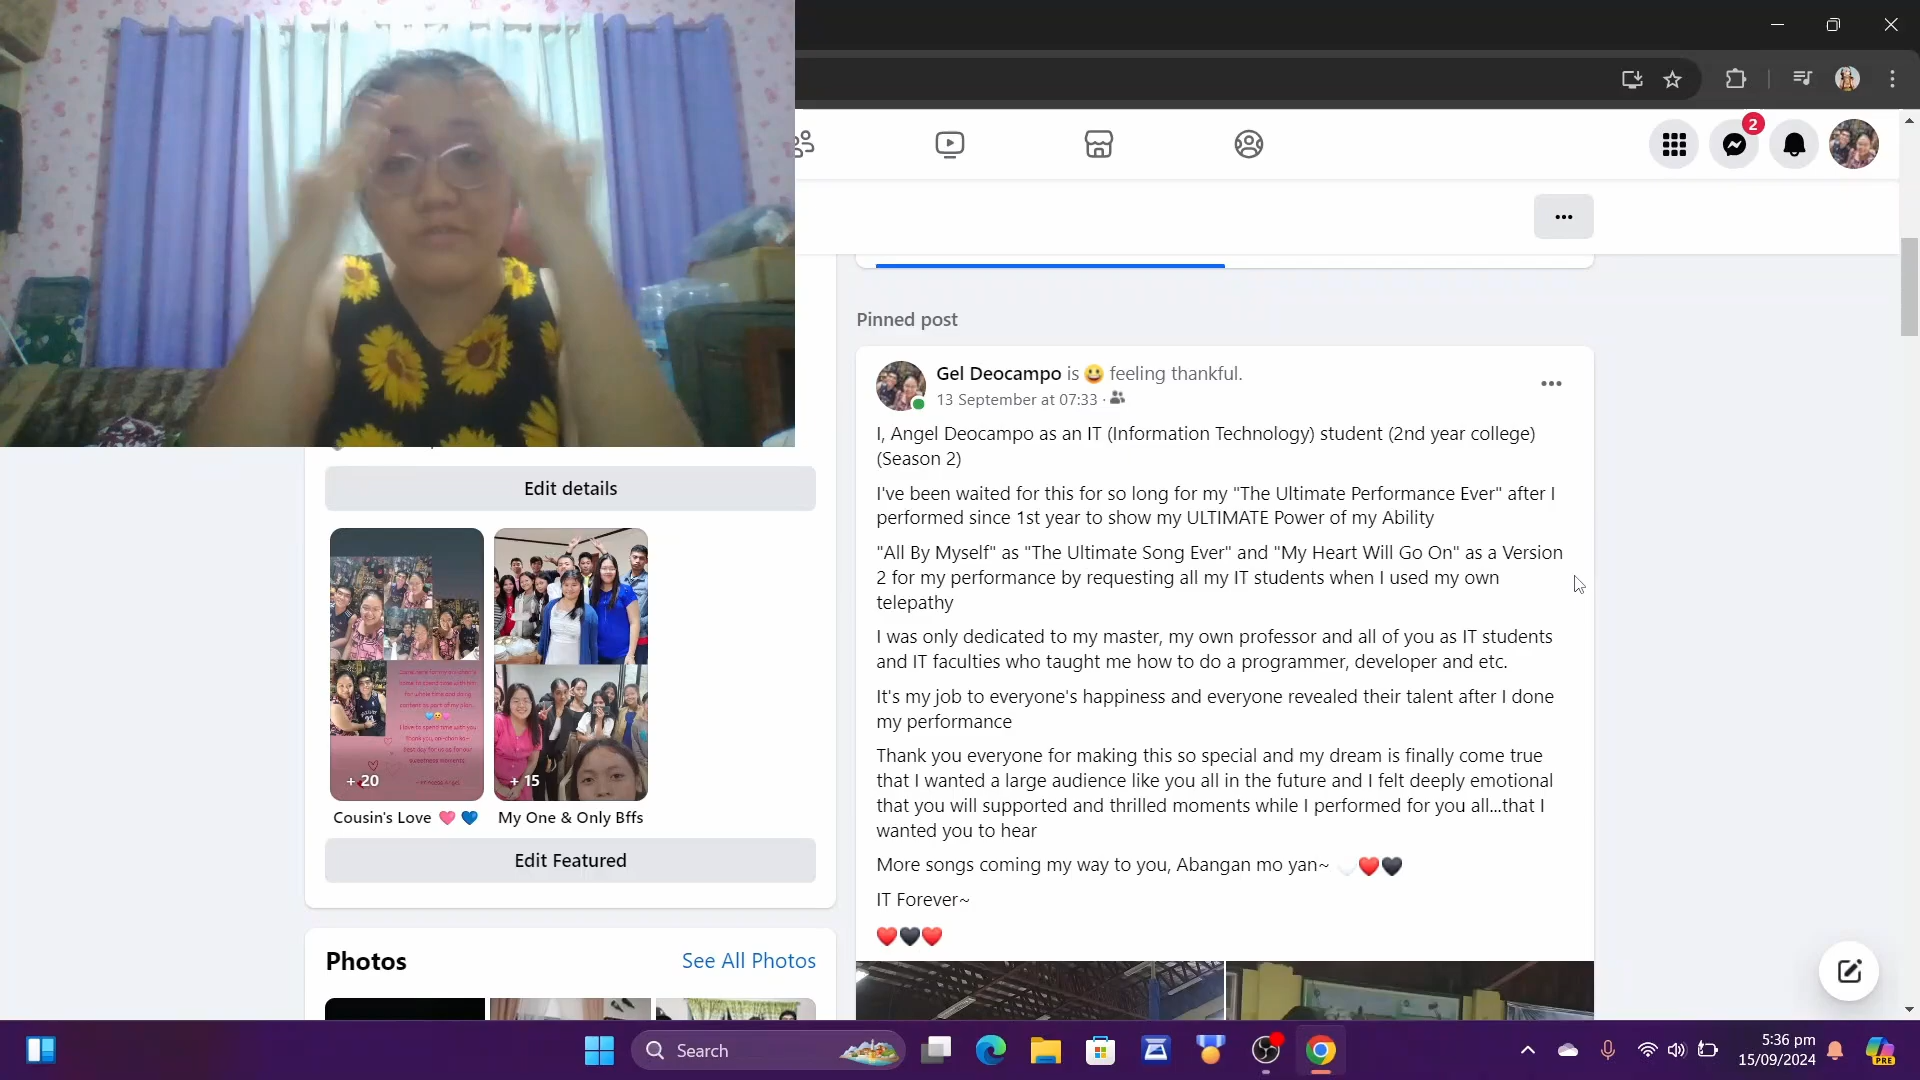 2
Pinned post
Gel Deocampo is 😀 feeling thankful.
13 September at 07:33 ·
I, Angel Deocampo as an IT (Information Technology) student (2nd year college)
(Season 2)
I've been waited for this for so long for my "The Ultimate Performance Ever" after I
performed since 1st year to show my ULTIMATE Power of my Ability
"All By Myself" as "The Ultimate Song Ever" and "My Heart Will Go On" as a Version
2 for my performance by requesting all my IT students when I used my own
telepathy
I was only dedicated to my master, my own professor and all of you as IT students
and IT faculties who taught me how to do a programmer, developer and etc.
It's my job to everyone's happiness and everyone revealed their talent after I done
my performance
Thank you everyone for making this so special and my dream is finally come true
that I wanted a large audience like you all in the future and I felt deeply emotional
that you will supported and thrilled moments while I performed for you all...that I
wanted you to hear
More songs coming my way to you, Abangan mo yan~ 🤍❤️🖤
IT Forever~
❤️🖤❤️
Edit details
+ 20
+ 15
Cousin's Love 🩷 💙
My One & Only Bffs
Edit Featured
Photos
See All Photos
Search
5:36 pm
15/09/2024
PRE